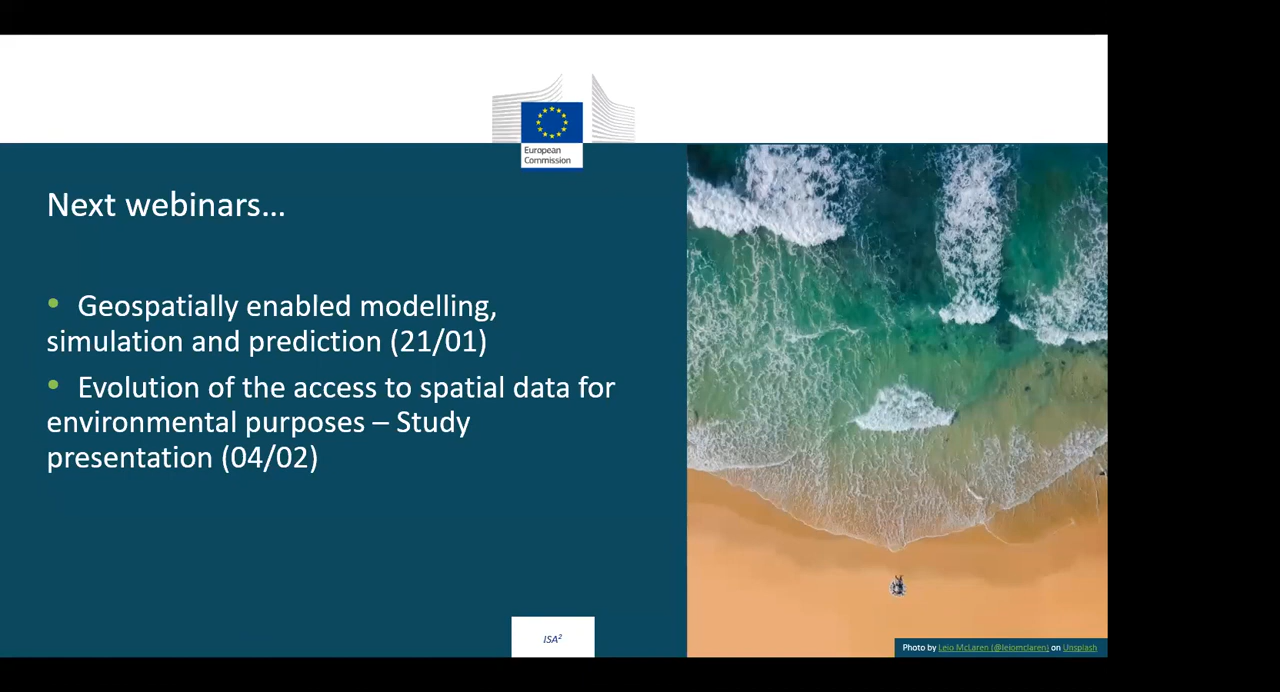 European
Commission
Next webinars...
• Geospatially enabled modelling,
simulation and prediction (21/01)
• Evolution of the access to spatial data for
environmental purposes – Study
presentation (04/02)
ISA²
Photo by Leio McLaren (@leiomclaren) on Unsplash